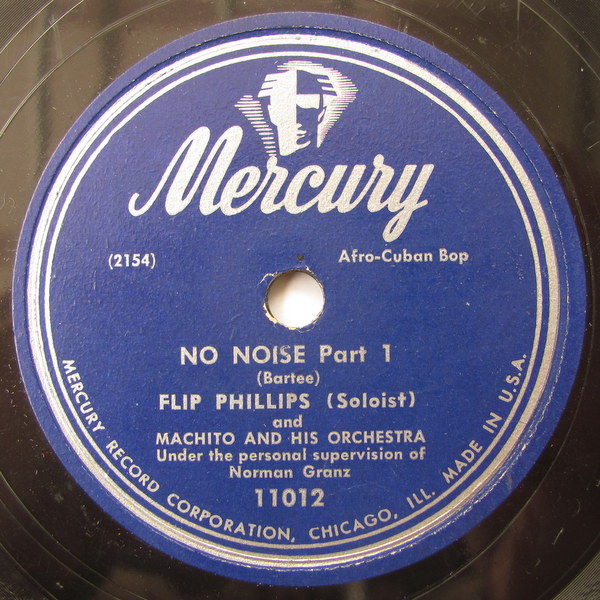 Mercury
(2154) Afro-Cuban Bop
NO NOISE Part 1
(Bartee)
FLIP PHILLIPS (Soloist)
and
MACHITO AND HIS ORCHESTRA
Under the personal supervision of
Norman Granz
11012
MERCURY RECORD CORPORATION, CHICAGO, ILL. MADE IN U.S.A.